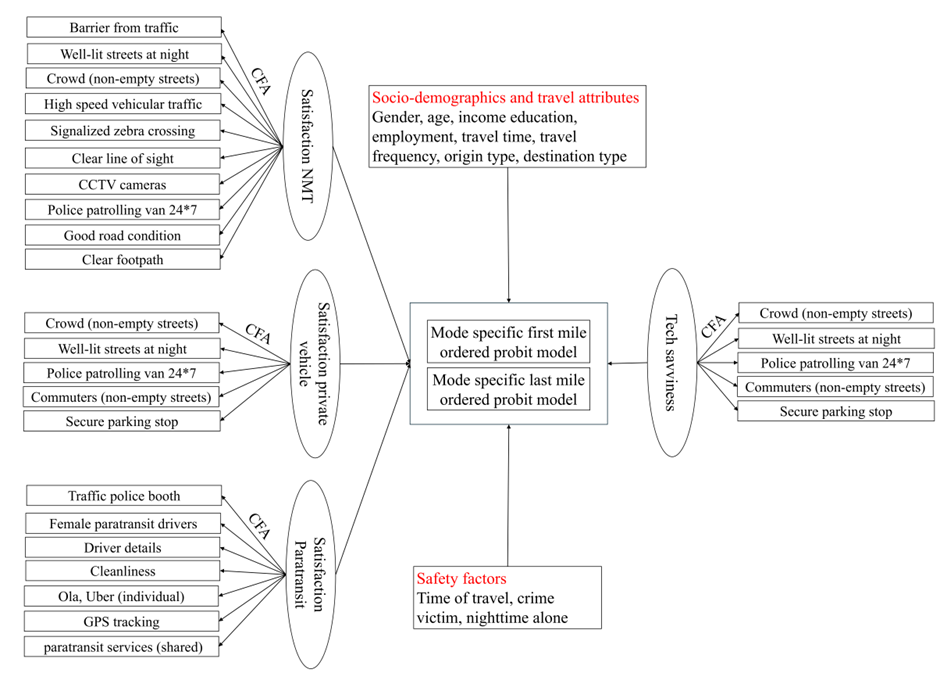 Barrier from traffic
Well-lit streets at night
Crowd (non-empty streets)
High speed vehicular traffic
Signalized zebra crossing
Clear line of sight
CCTV cameras
Police patrolling van 24*7
Good road condition
Clear footpath
CFA
Satisfaction NMT
Crowd (non-empty streets)
Well-lit streets at night
Police patrolling van 24*7
Commuters (non-empty streets)
Secure parking stop
CFA
Satisfaction private
vehicle
Traffic police booth
Female paratransit drivers
Driver details
Cleanliness
Ola, Uber (individual)
GPS tracking
paratransit services (shared)
CFA
Satisfaction
Paratransit
Socio-demographics and travel attributes
Gender, age, income education,
employment, travel time, travel
frequency, origin type, destination type
Mode specific first mile
ordered probit model
Mode specific last mile
ordered probit model
Safety factors
Time of travel, crime
victim, nighttime alone
Tech savviness
CFA
Crowd (non-empty streets)
Well-lit streets at night
Police patrolling van 24*7
Commuters (non-empty streets)
Secure parking stop